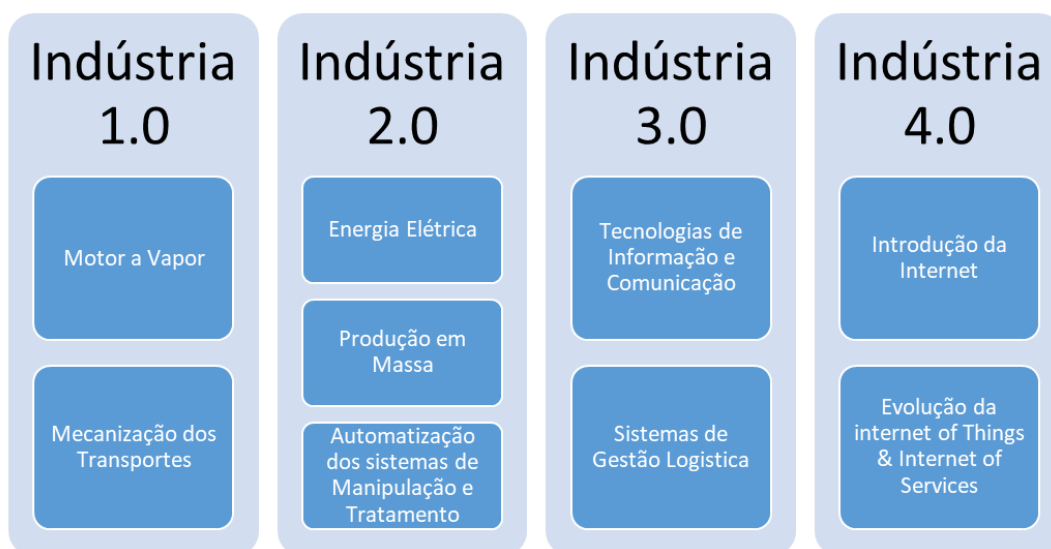 Indústria
1.0
Motor a Vapor
Mecanização dos
Transportes
Indústria
2.0
Energia Elétrica
Produção em
Massa
Automatização
dos sistemas de
Manipulação e
Tratamento
Indústria
3.0
Tecnologias de
Informação e
Comunicação
Sistemas de
Gestão Logistica
Indústria
4.0
Introdução da
Internet
Evolução da
internet of Things
& Internet of
Services